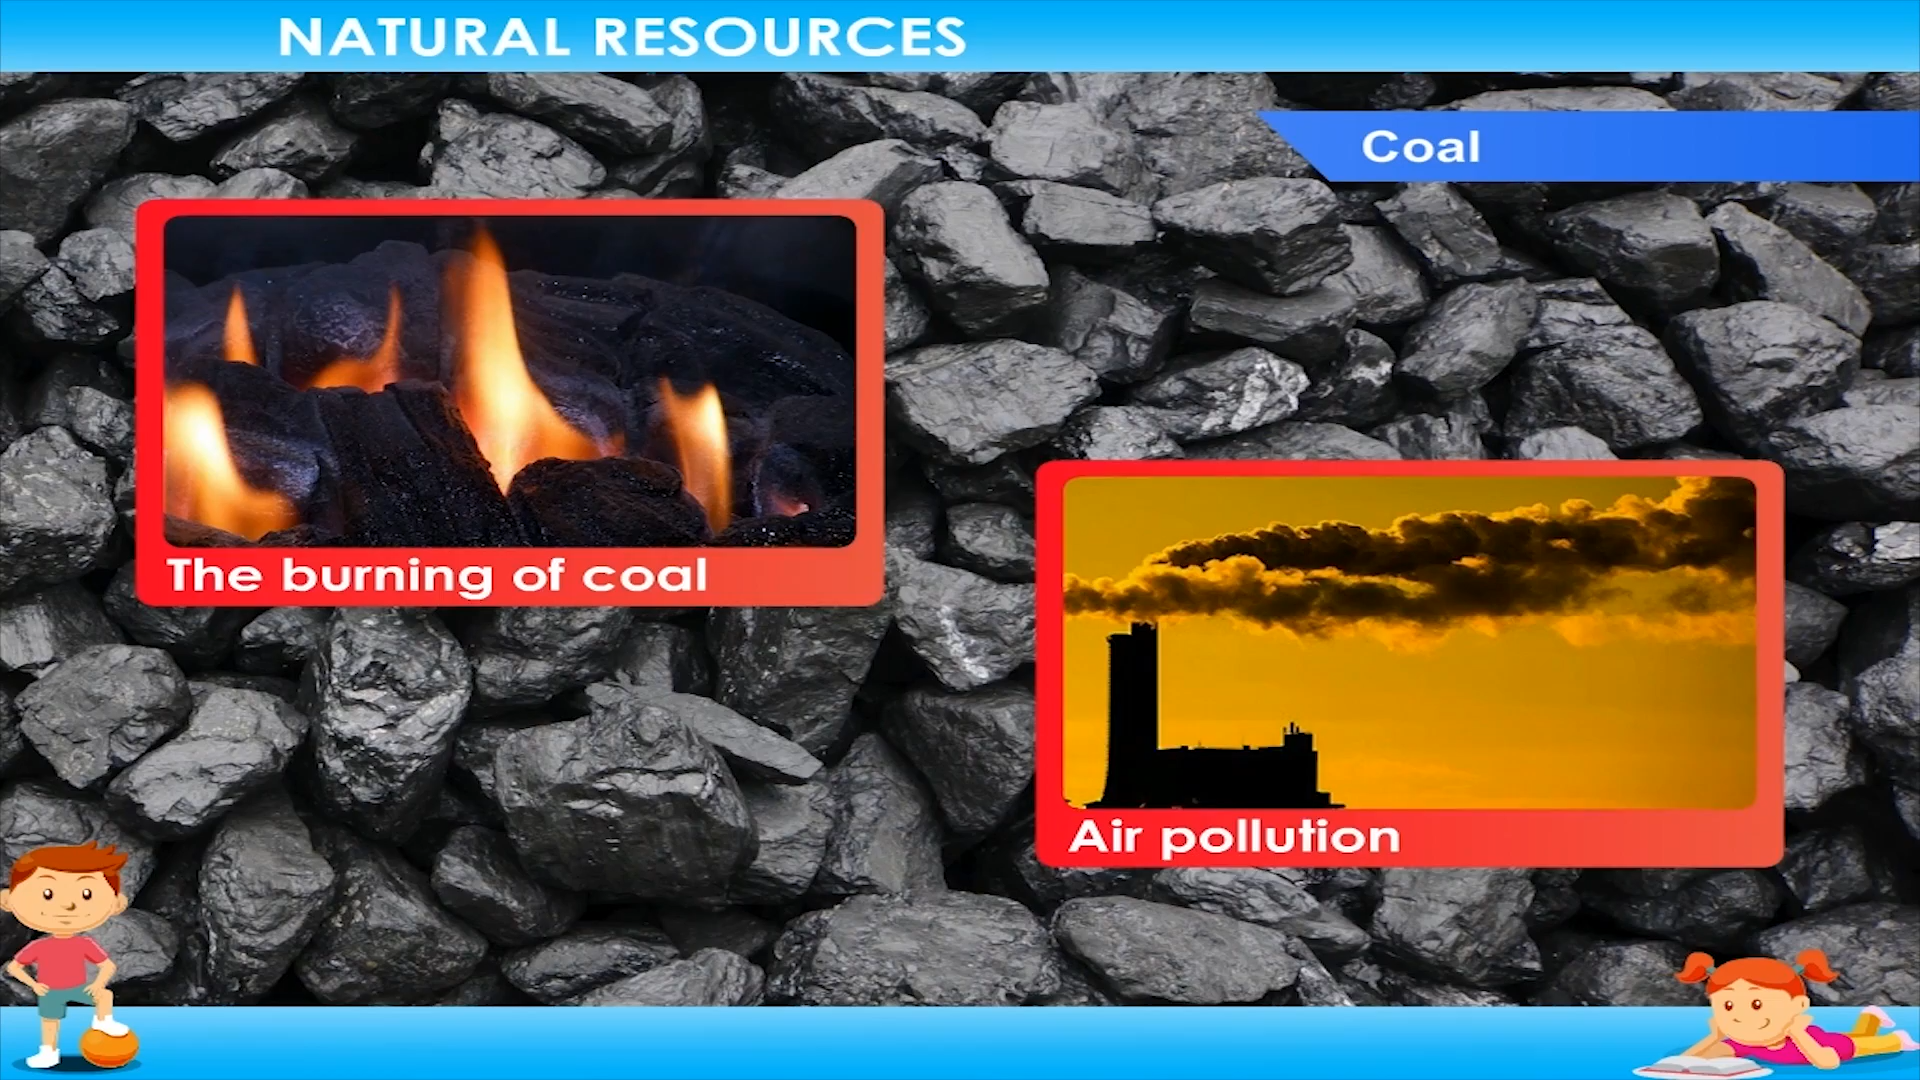 NATURAL RESOURCES
Coal
The burning of coal
Air pollution